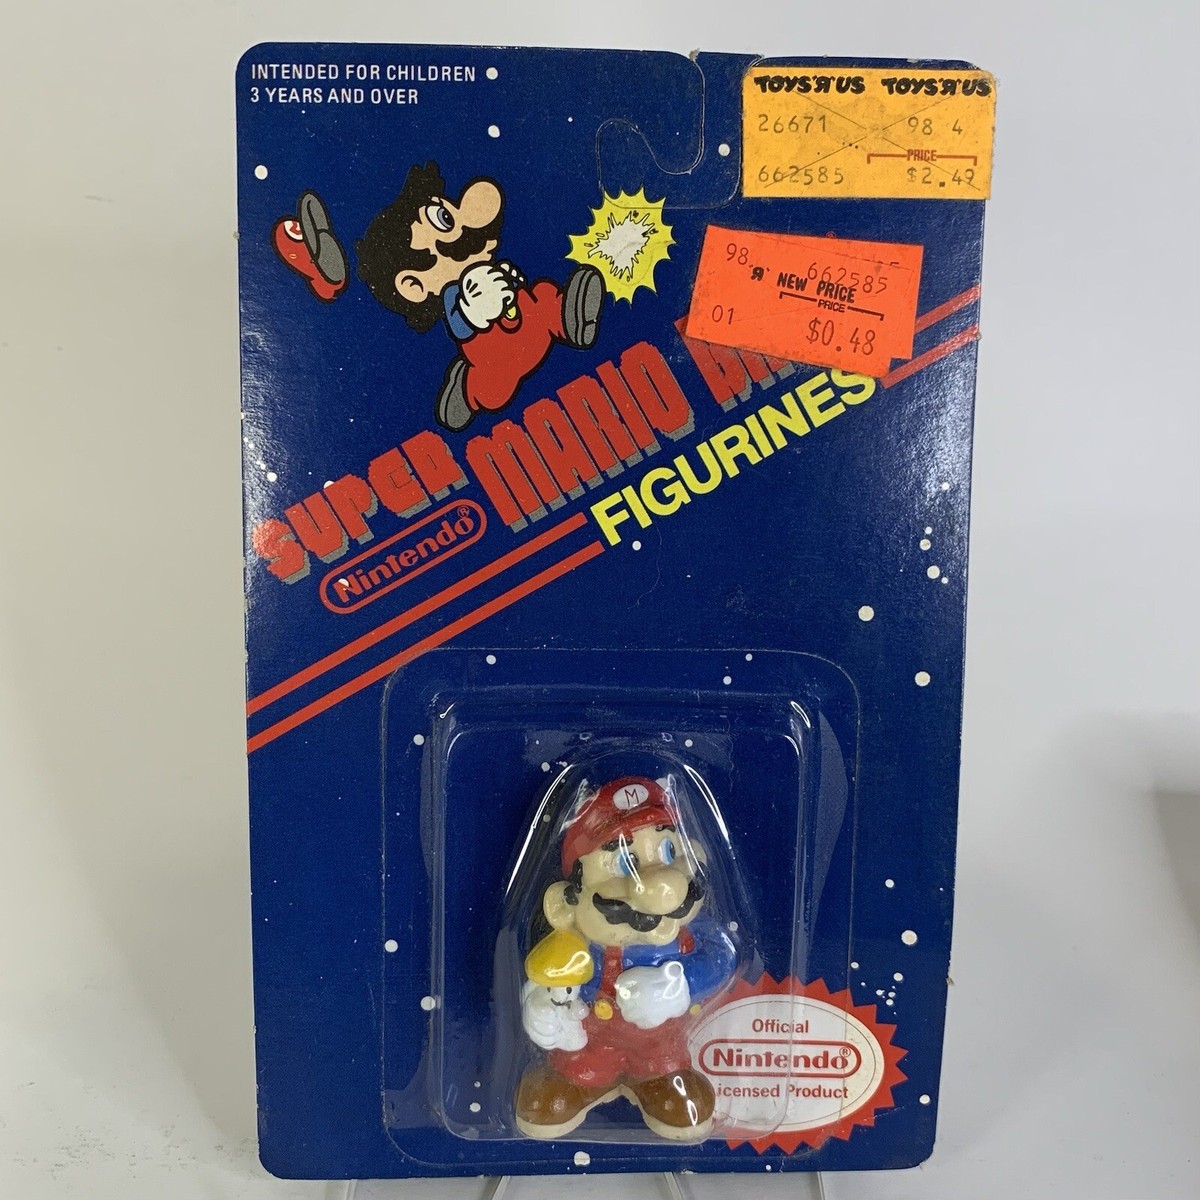 INTENDED FOR CHILDREN
3 YEARS AND OVER
TOYS"R"US TOYS"R"US
26671 98 4
PRICE
662585 $2.49
98 662585
"R" NEW PRICE
PRICE
01 $0.48
SUPER MARIO
Nintendo®
FIGURINES
M
M
Official
Nintendo®
icensed Product